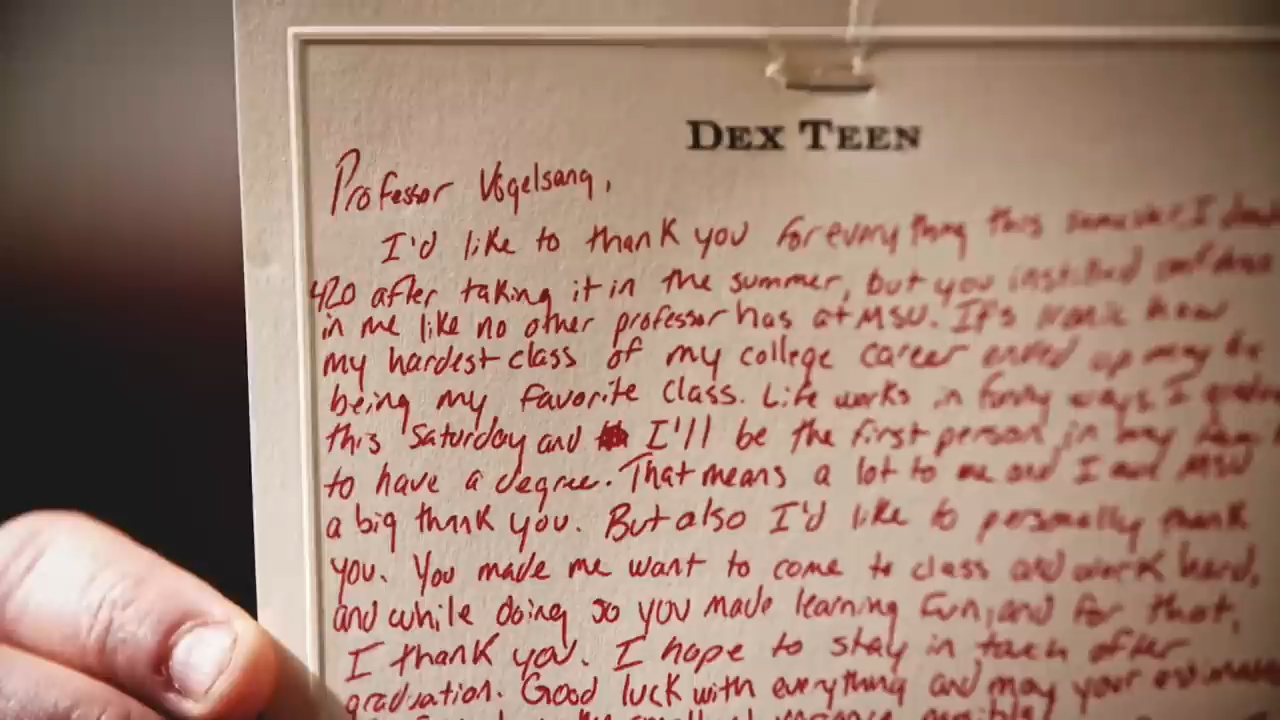 DEX TEEN
Professor Vogelsang,
I'd like to thank you for everything this semester. I
420 after taking it in the summer, but you instilled confidence
in me like no other professor has at MSU. It's ironic how
my hardest class of my college career ended up
being my favorite class. Life works in funny ways. I
this Saturday and I'll be the first person in my
to have a degree. That means a lot to me and I owe MSU
a big thank you. But also I'd like to personally thank
you. You made me want to come to class and work hard,
and while doing so you made learning fun, and for that,
I thank you. I hope to stay in touch after
graduation. Good luck with everything and may your estimates